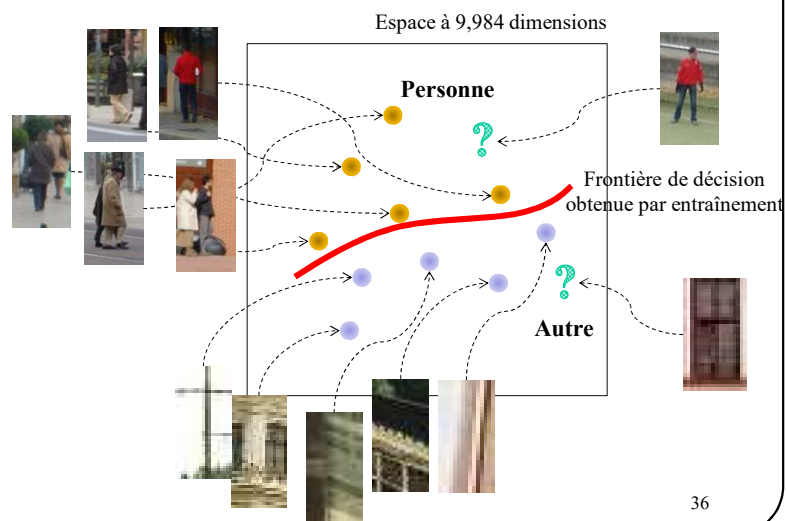 Espace à 9,984 dimensions
Personne
?
Frontière de décision
obtenue par entraînement
?
Autre
36